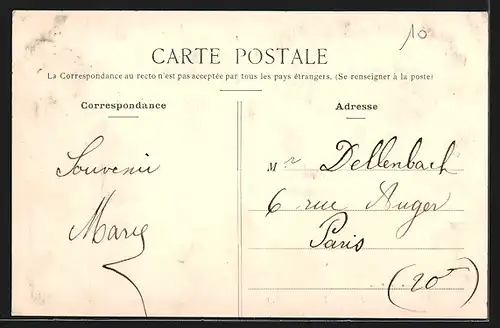 10
CARTE POSTALE
La Correspondance au recto n'est pas acceptée par tous les pays étrangers. (Se renseigner à la poste)
Correspondance
Adresse
Souvenir
Mr Dellenbach
6 rue Auger
Marie
Paris
(20e)